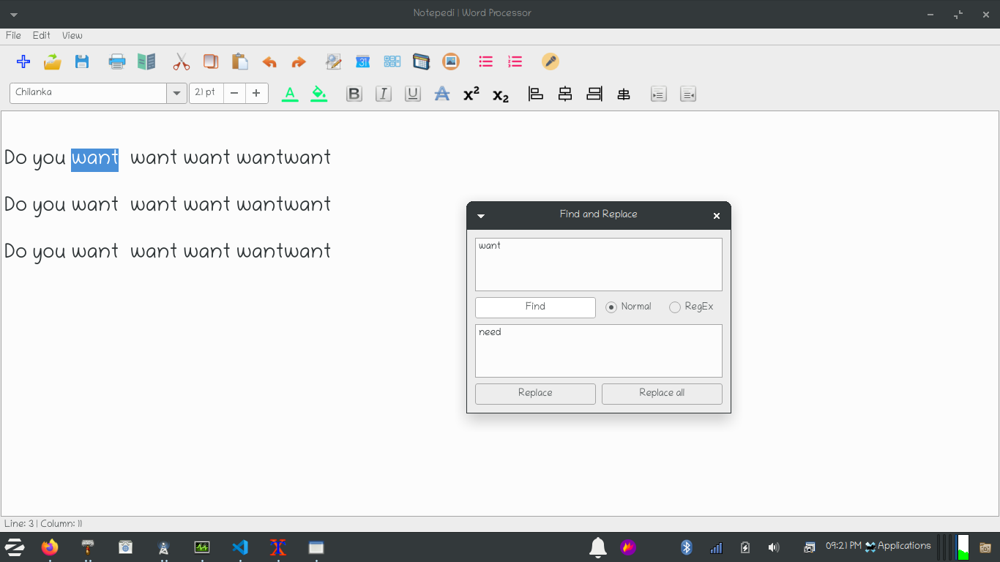 Notepedi | Word Processor
File Edit View
31
Chilanka 21 pt
A B I U A x² x₂
Do you want  want want wantwant
Do you want  want want wantwant
Do you want  want want wantwant
Find and Replace
want
Find Normal RegEx
need
Replace Replace all
Line: 3 | Column: 11
09:21 PM Applications